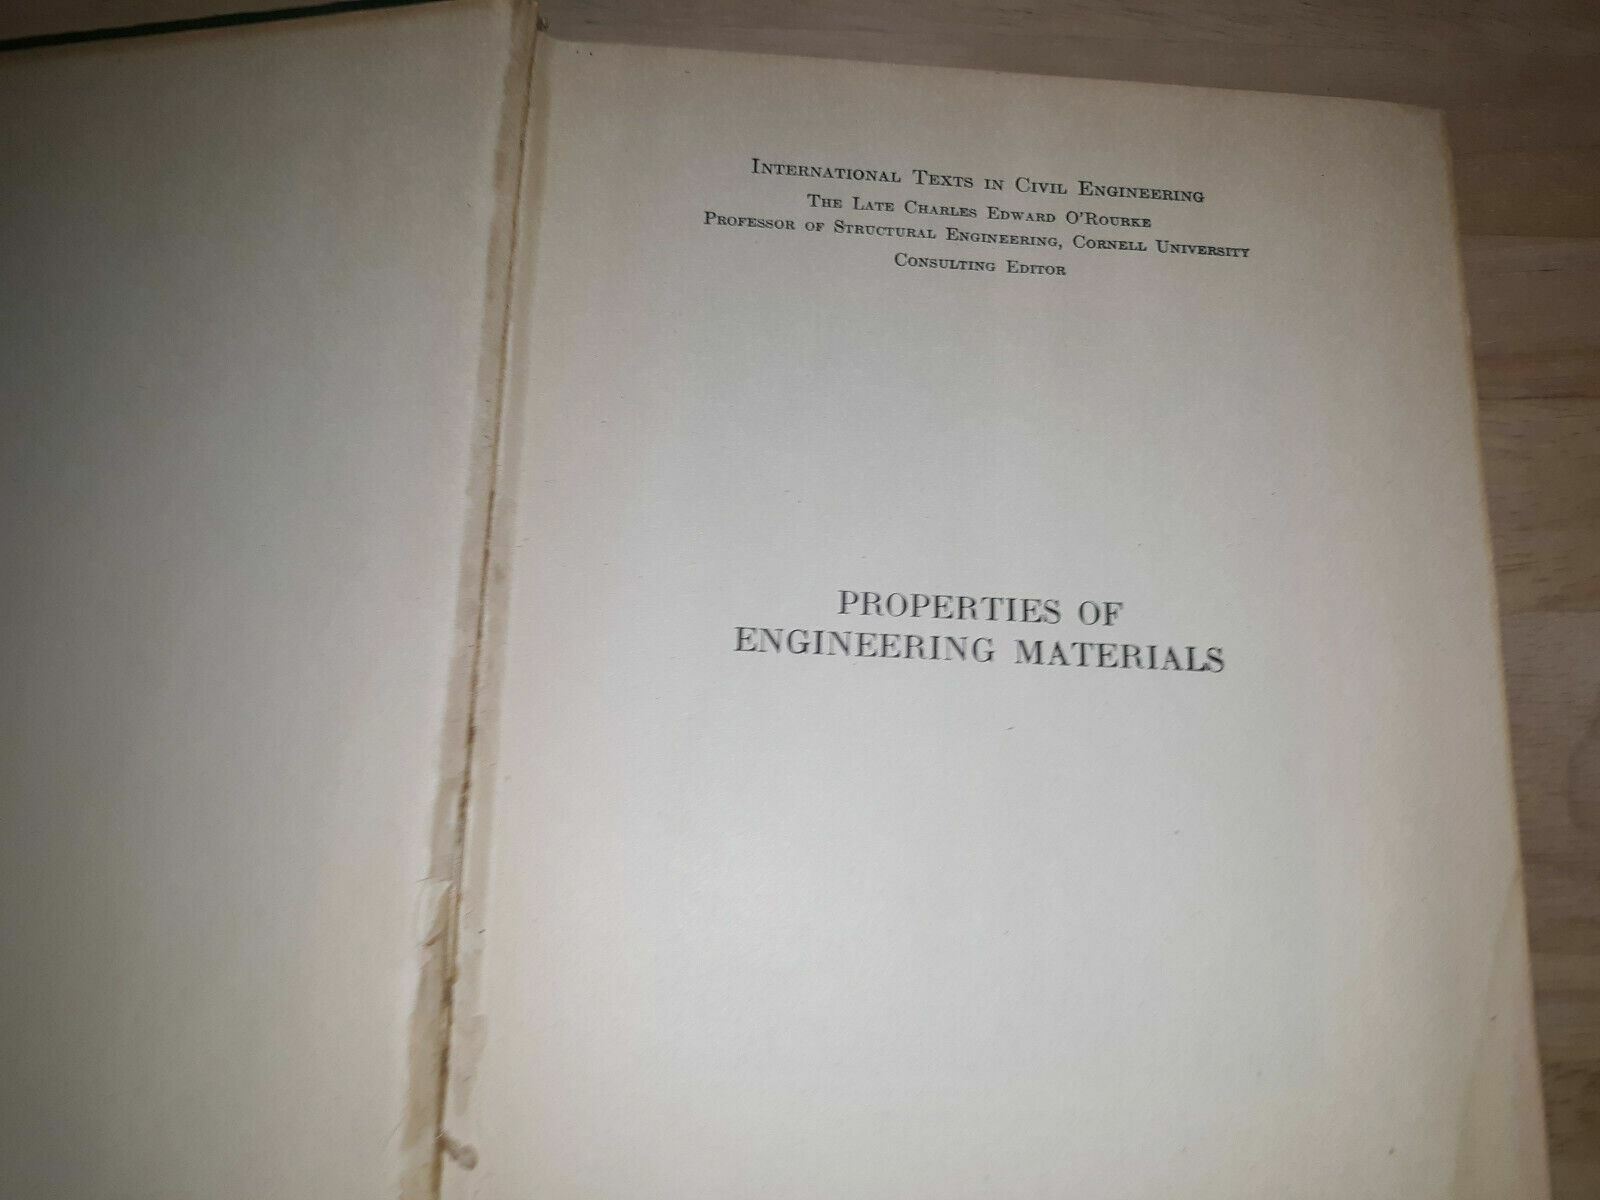 International Texts in Civil Engineering
The Late Charles Edward O'Rourke
Professor of Structural Engineering, Cornell University
Consulting Editor
PROPERTIES OF
ENGINEERING MATERIALS